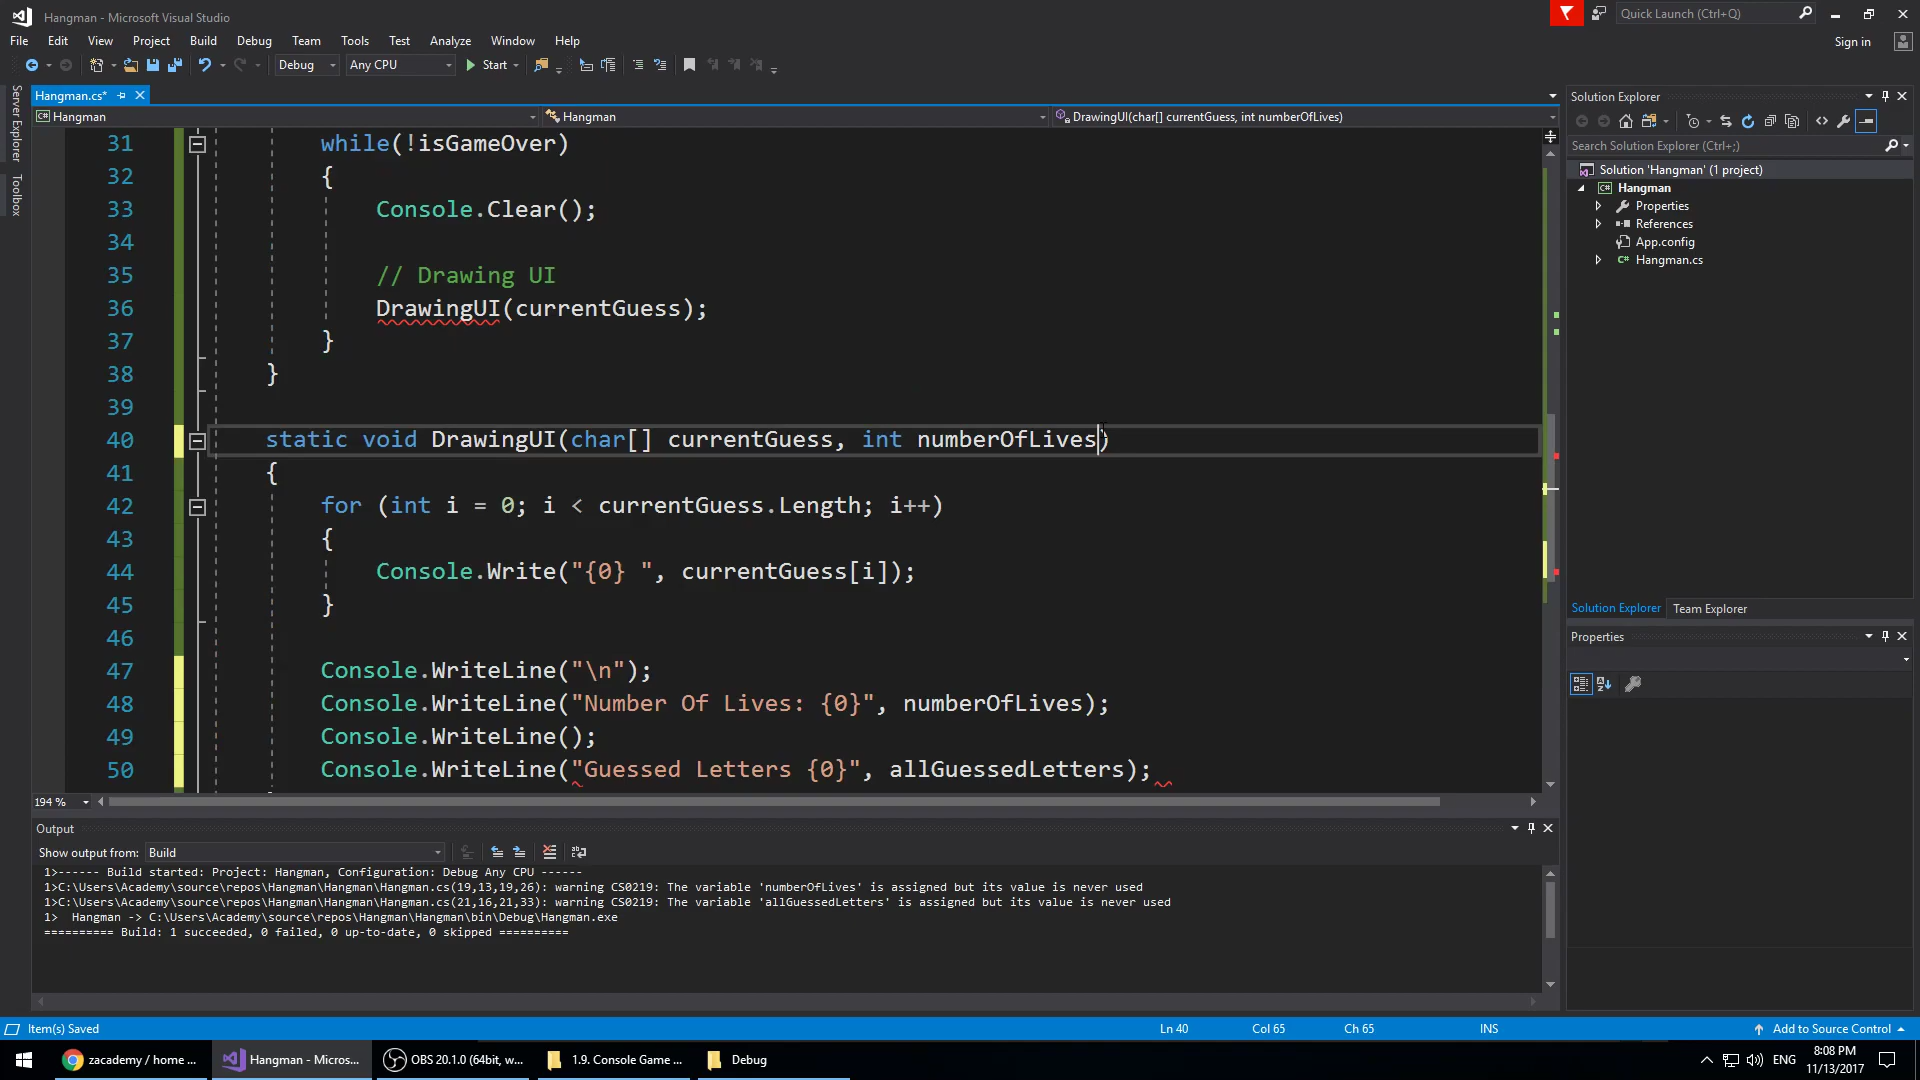 Hangman - Microsoft Visual Studio
Quick Launch (Ctrl+Q)
File Edit View Project Build Debug Team Tools Test Analyze Window Help
Sign in
Debug Any CPU Start
Server Explorer
Toolbox
Hangman.cs*
Hangman Hangman DrawingUI(char[] currentGuess, int numberOfLives)
31 while(!isGameOver)
32 {
33 Console.Clear();
34
35 // Drawing UI
36 DrawingUI(currentGuess);
37 }
38 }
39
40 static void DrawingUI(char[] currentGuess, int numberOfLives)
41 {
42 for (int i = 0; i < currentGuess.Length; i++)
43 {
44 Console.Write("{0} ", currentGuess[i]);
45 }
46
47 Console.WriteLine("\n");
48 Console.WriteLine("Number Of Lives: {0}", numberOfLives);
49 Console.WriteLine();
50 Console.WriteLine("Guessed Letters {0}", allGuessedLetters);
194 %
Output
Show output from: Build
1>------ Build started: Project: Hangman, Configuration: Debug Any CPU ------
1>C:\Users\Academy\source\repos\Hangman\Hangman\Hangman.cs(19,13,19,26): warning CS0219: The variable 'numberOfLives' is assigned but its value is never used
1>C:\Users\Academy\source\repos\Hangman\Hangman\Hangman.cs(21,16,21,33): warning CS0219: The variable 'allGuessedLetters' is assigned but its value is never used
1>  Hangman -> C:\Users\Academy\source\repos\Hangman\Hangman\bin\Debug\Hangman.exe
========== Build: 1 succeeded, 0 failed, 0 up-to-date, 0 skipped ==========
Solution Explorer
Search Solution Explorer (Ctrl+;)
Solution 'Hangman' (1 project)
C# Hangman
Properties
References
App.config
C# Hangman.cs
Solution Explorer Team Explorer
Properties
Item(s) Saved Ln 40 Col 65 Ch 65 INS Add to Source Control
zacademy / home ... Hangman - Micros... OBS 20.1.0 (64bit, w... 1.9. Console Game ... Debug
ENG
8:08 PM
11/13/2017